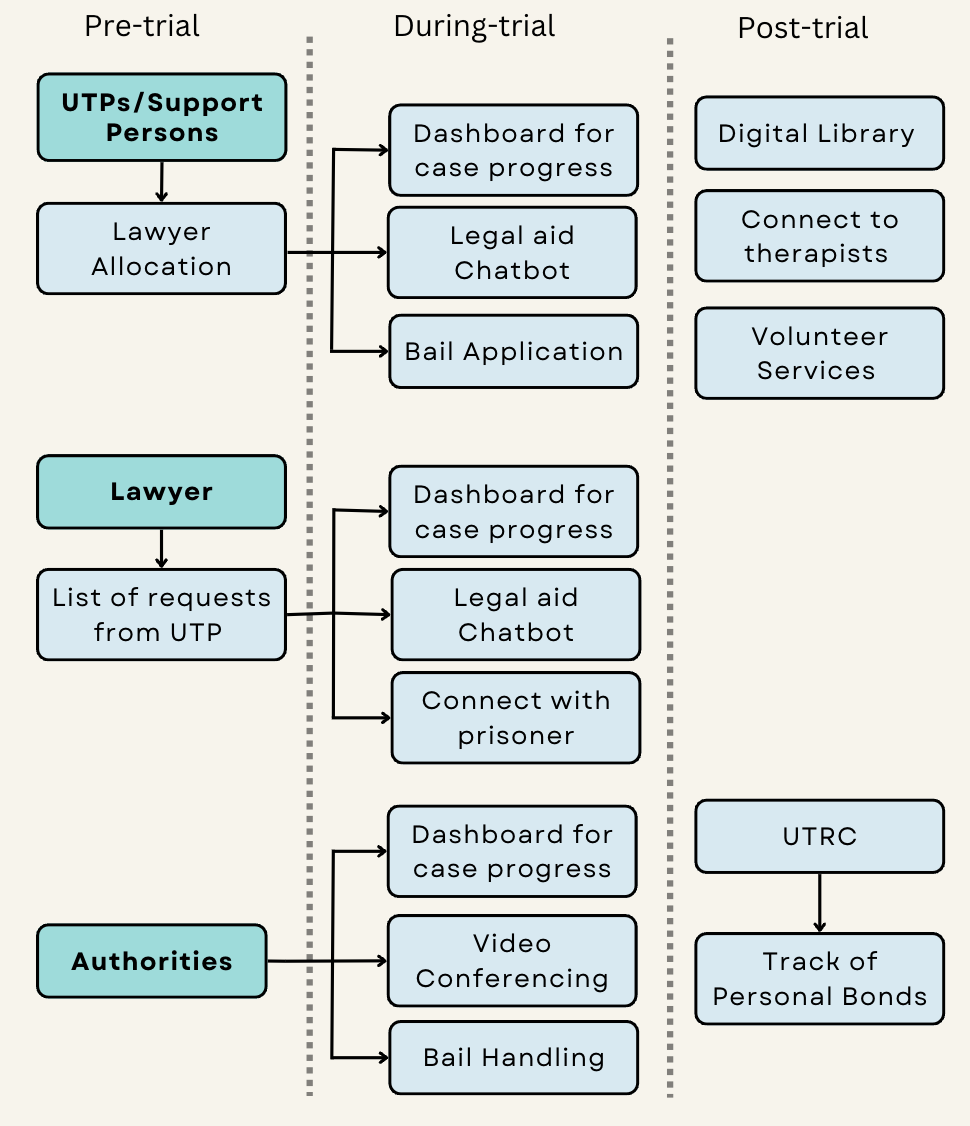 Pre-trial
During-trial
Post-trial
UTPs/Support
Persons
Lawyer
Allocation
Dashboard for
case progress
Legal aid
Chatbot
Bail Application
Digital Library
Connect to
therapists
Volunteer
Services
Lawyer
List of requests
from UTP
Dashboard for
case progress
Legal aid
Chatbot
Connect with
prisoner
Authorities
Dashboard for
case progress
Video
Conferencing
Bail Handling
UTRC
Track of
Personal Bonds